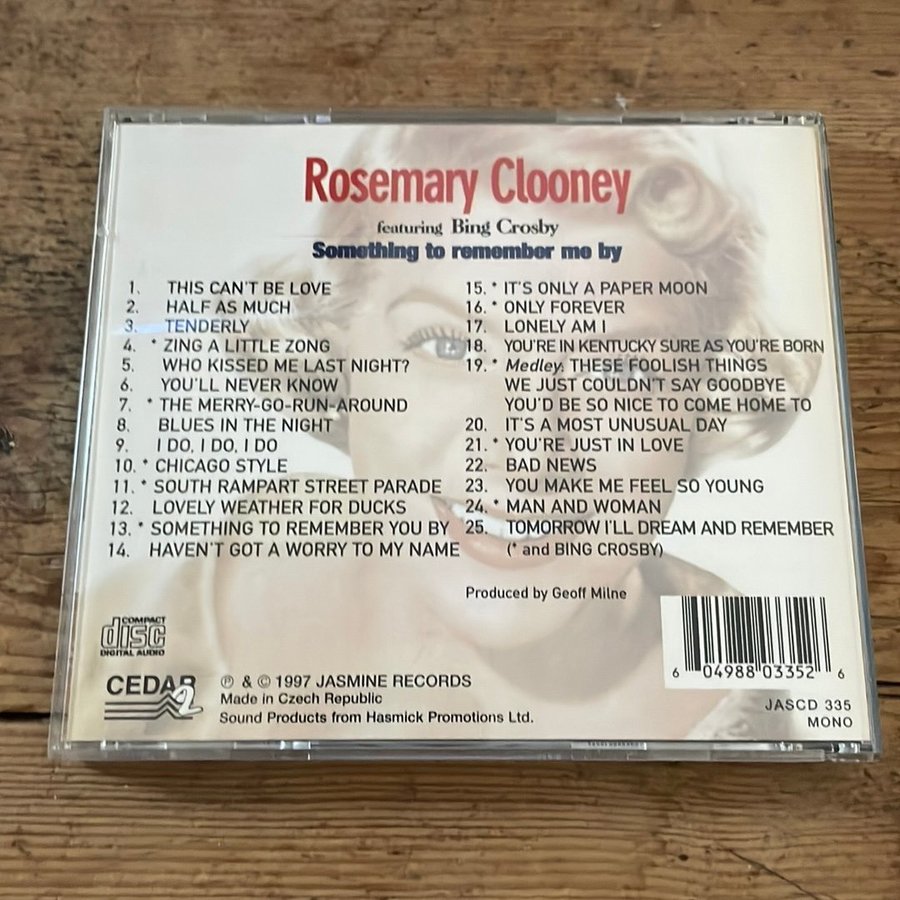 Rosemary Clooney
featuring Bing Crosby
Something to remember me by
1. THIS CAN'T BE LOVE
2. HALF AS MUCH
3. TENDERLY
4. * ZING A LITTLE ZONG
5. WHO KISSED ME LAST NIGHT?
6. YOU'LL NEVER KNOW
7. * THE MERRY-GO-RUN-AROUND
8. BLUES IN THE NIGHT
9. I DO, I DO, I DO
10. * CHICAGO STYLE
11. * SOUTH RAMPART STREET PARADE
12. LOVELY WEATHER FOR DUCKS
13. * SOMETHING TO REMEMBER YOU BY
14. HAVEN'T GOT A WORRY TO MY NAME
15. * IT'S ONLY A PAPER MOON
16. * ONLY FOREVER
17. LONELY AM I
18. YOU'RE IN KENTUCKY SURE AS YOU'RE BORN
19. * Medley. THESE FOOLISH THINGS
WE JUST COULDN'T SAY GOODBYE
YOU'D BE SO NICE TO COME HOME TO
20. IT'S A MOST UNUSUAL DAY
21. * YOU'RE JUST IN LOVE
22. BAD NEWS
23. YOU MAKE ME FEEL SO YOUNG
24. * MAN AND WOMAN
25. TOMORROW I'LL DREAM AND REMEMBER
(* and BING CROSBY)
Produced by Geoff Milne
COMPACT
disc
DIGITAL AUDIO
CEDAR
2
℗ & © 1997 JASMINE RECORDS
Made in Czech Republic
Sound Products from Hasmick Promotions Ltd.
6 04988 03352 6
JASCD 335
MONO